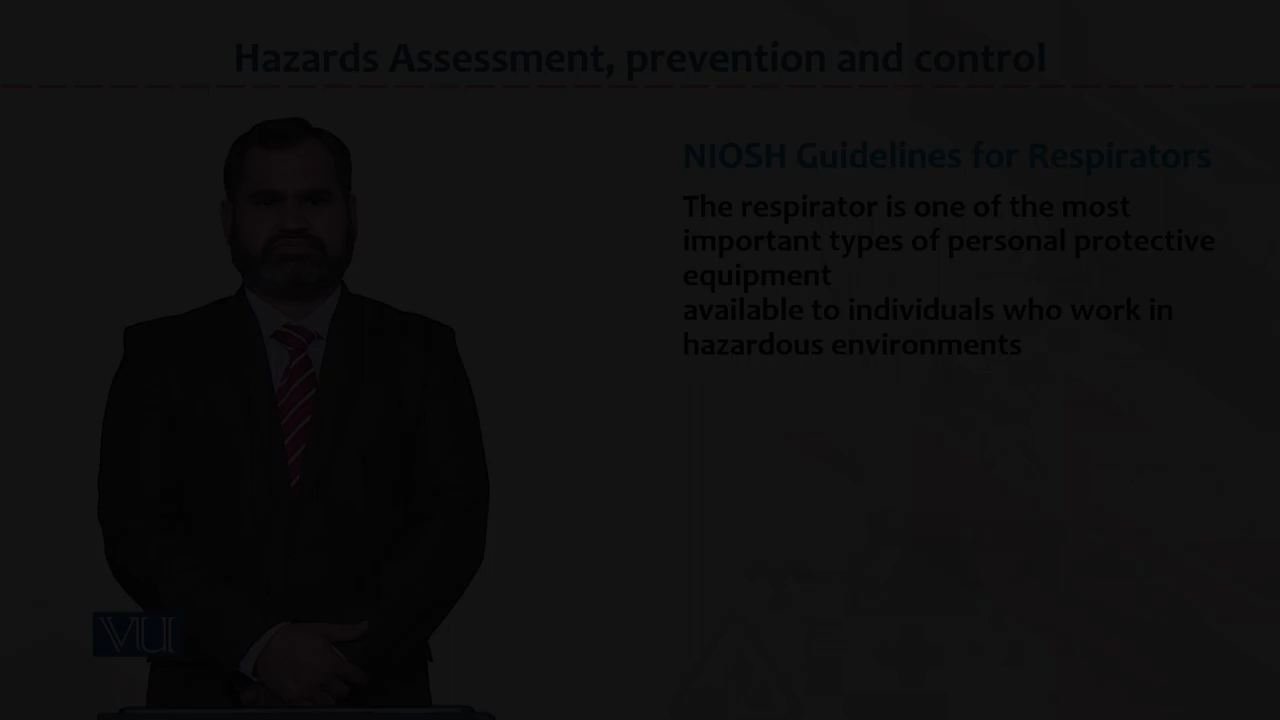 Hazards Assessment, prevention and control
NIOSH Guidelines for Respirators
The respirator is one of the most
important types of personal protective
equipment
available to individuals who work in
hazardous environments
VU